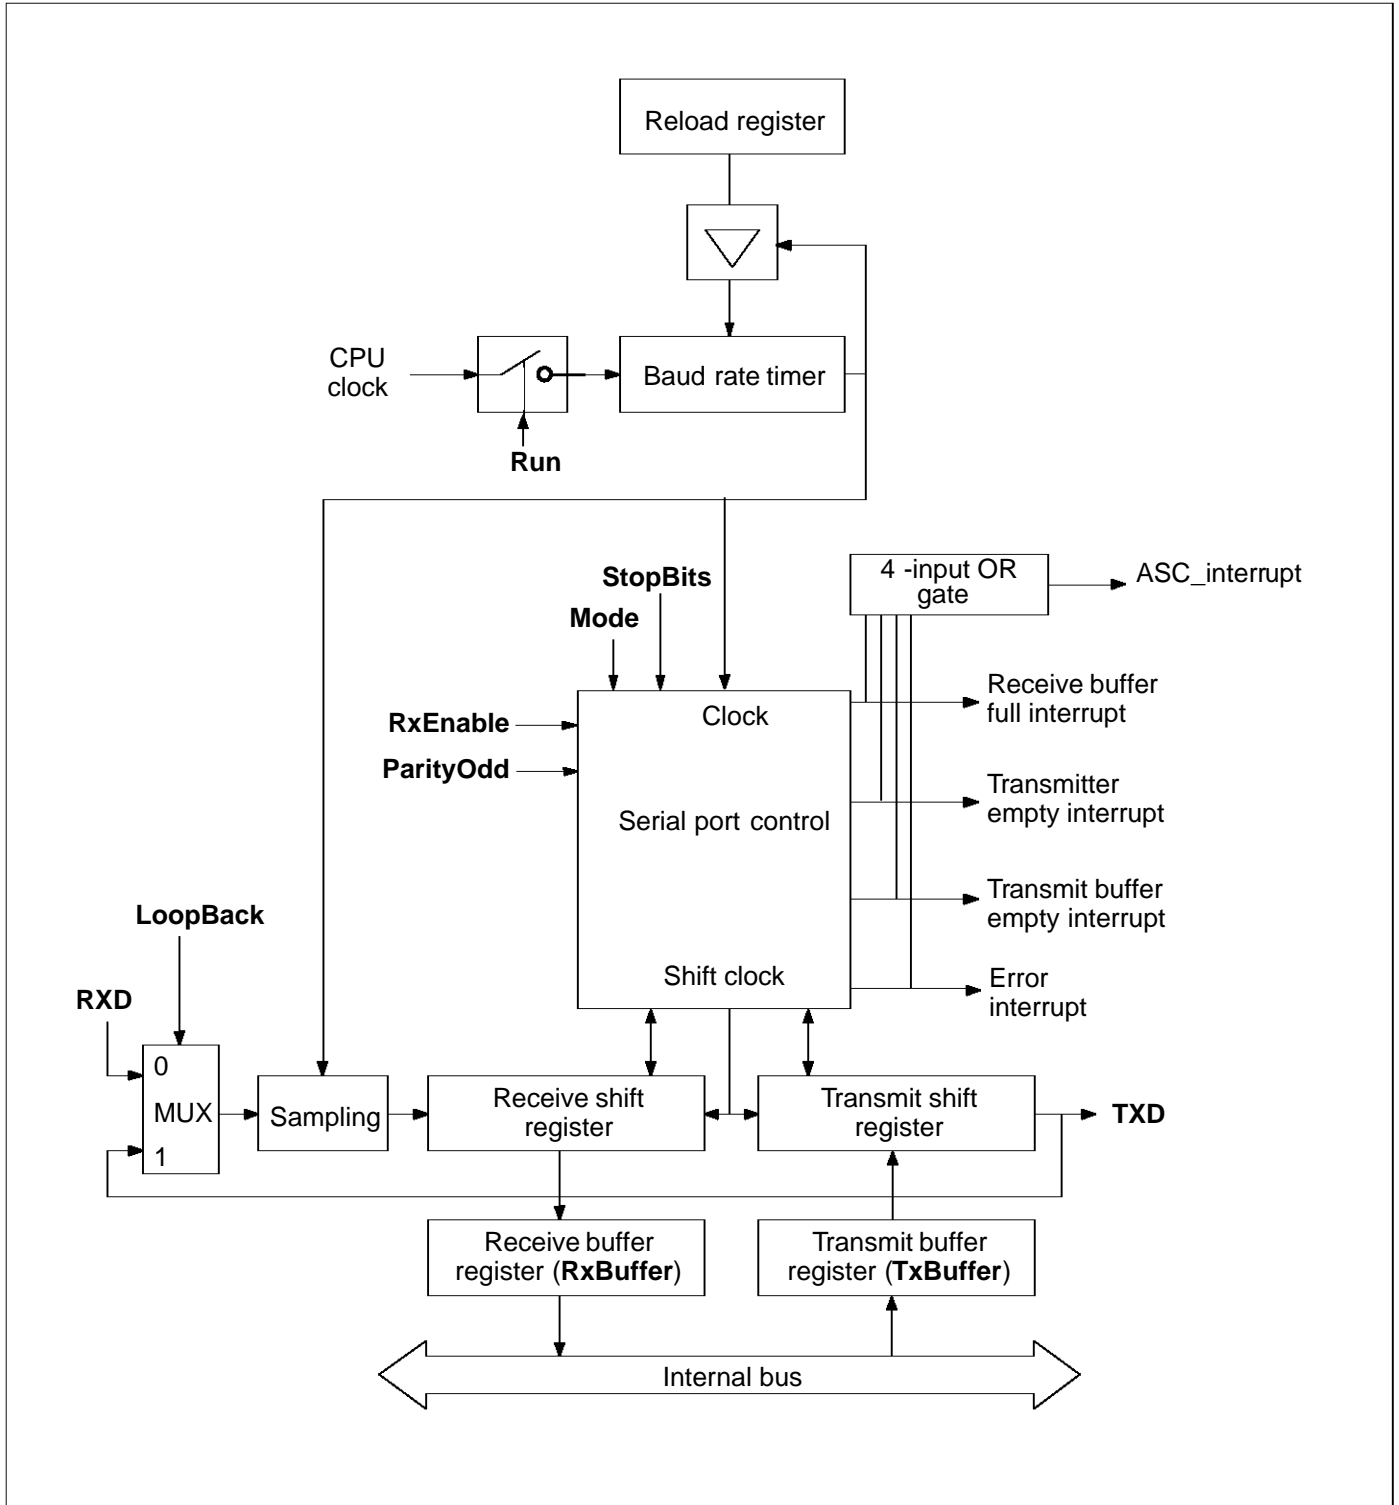 Reload register
CPU
clock
Baud rate timer
Run
StopBits
Mode
4 -input OR
gate
ASC_interrupt
RxEnable
ParityOdd
Clock
Receive buffer
full interrupt
Serial port control
Transmitter
empty interrupt
Transmit buffer
empty interrupt
LoopBack
Shift clock
Error
interrupt
RXD
0
MUX
1
Sampling
Receive shift
register
Transmit shift
register
TXD
Receive buffer
register (RxBuffer)
Transmit buffer
register (TxBuffer)
Internal bus